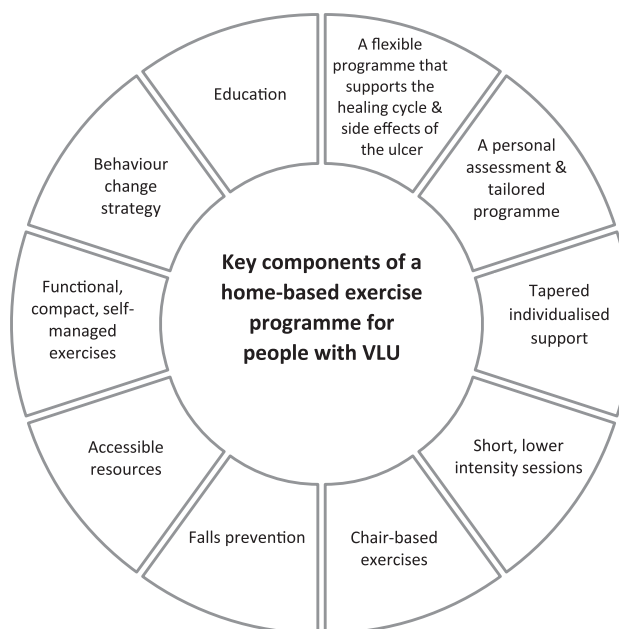 Key components of a
home-based exercise
programme for
people with VLU
A flexible
programme that
supports the
healing cycle &
side effects of
the ulcer
A personal
assessment &
tailored
programme
Tapered
individualised
support
Short, lower
intensity sessions
Chair-based
exercises
Falls prevention
Accessible
resources
Functional,
compact, self-
managed
exercises
Behaviour
change
strategy
Education